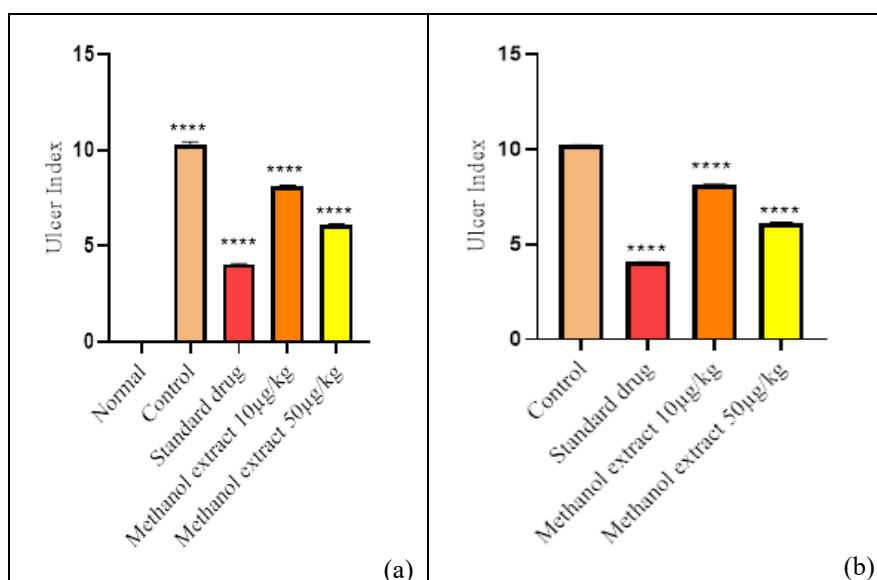 15
10
5
0
Ulcer Index
****
****
****
****
Normal
Control
Standard drug
Methanol extract 10µg/kg
Methanol extract 50µg/kg
(a)
15
10
5
0
Ulcer Index
****
****
****
Control
Standard drug
Methanol extract 10µg/kg
Methanol extract 50µg/kg
(b)